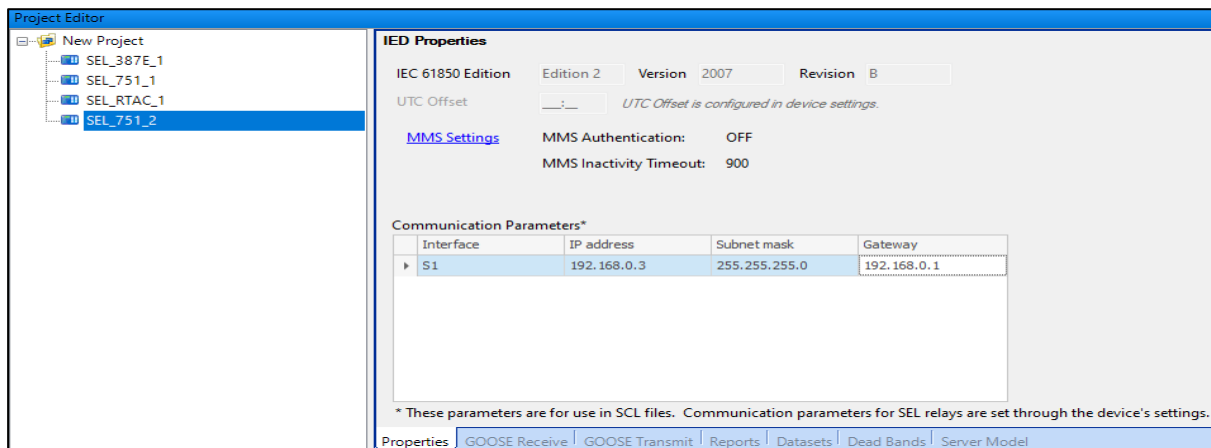 Project Editor
New Project
SEL_387E_1
SEL_751_1
SEL_RTAC_1
SEL_751_2
IED Properties
IEC 61850 Edition Edition 2 Version 2007 Revision B
UTC Offset __:__ UTC Offset is configured in device settings.
MMS Settings MMS Authentication: OFF
MMS Inactivity Timeout: 900
Communication Parameters*
Interface IP address Subnet mask Gateway
S1 192.168.0.3 255.255.255.0 192.168.0.1
* These parameters are for use in SCL files. Communication parameters for SEL relays are set through the device's settings.
Properties GOOSE Receive GOOSE Transmit Reports Datasets Dead Bands Server Model